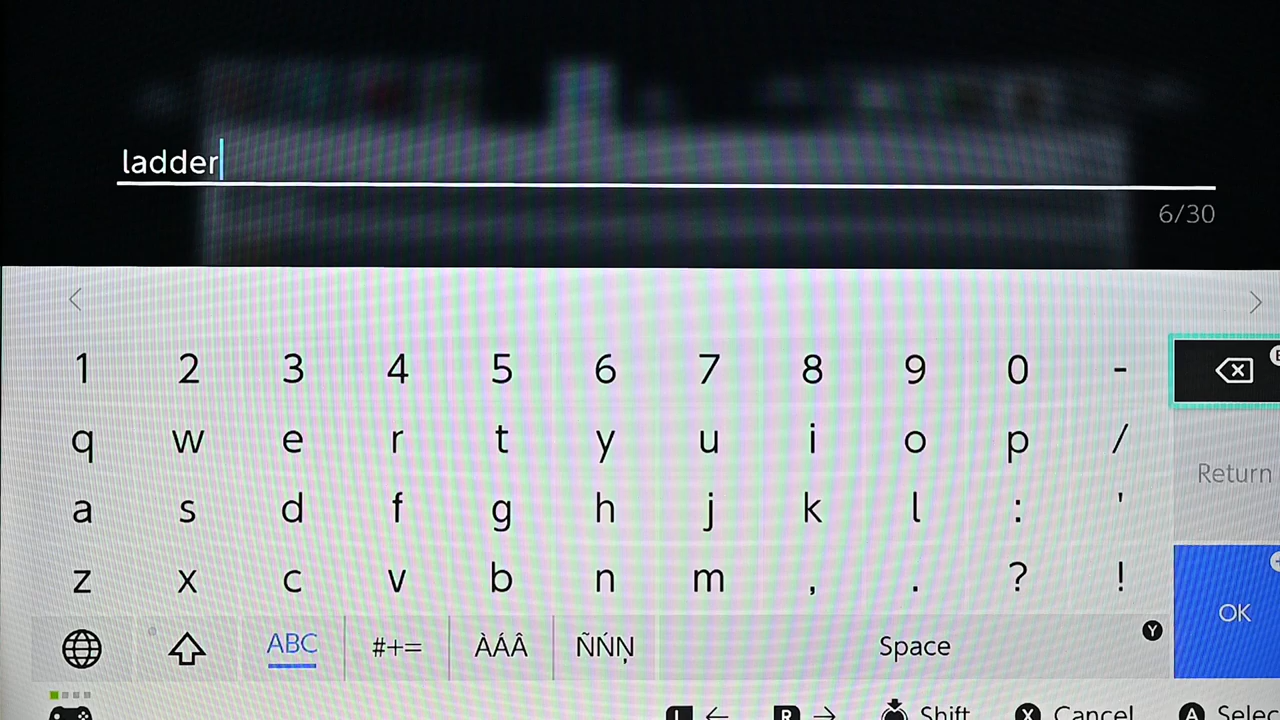 ladder
6/30
1 2 3 4 5 6 7 8 9 0 -
q w e r t y u i o p /
Return
a s d f g h j k l : '
z x c v b n m , . ? !
OK
ABC #+= ÀÁÂ ÑŃŅ Space Y
L ← R → Shift X Cancel A Selec